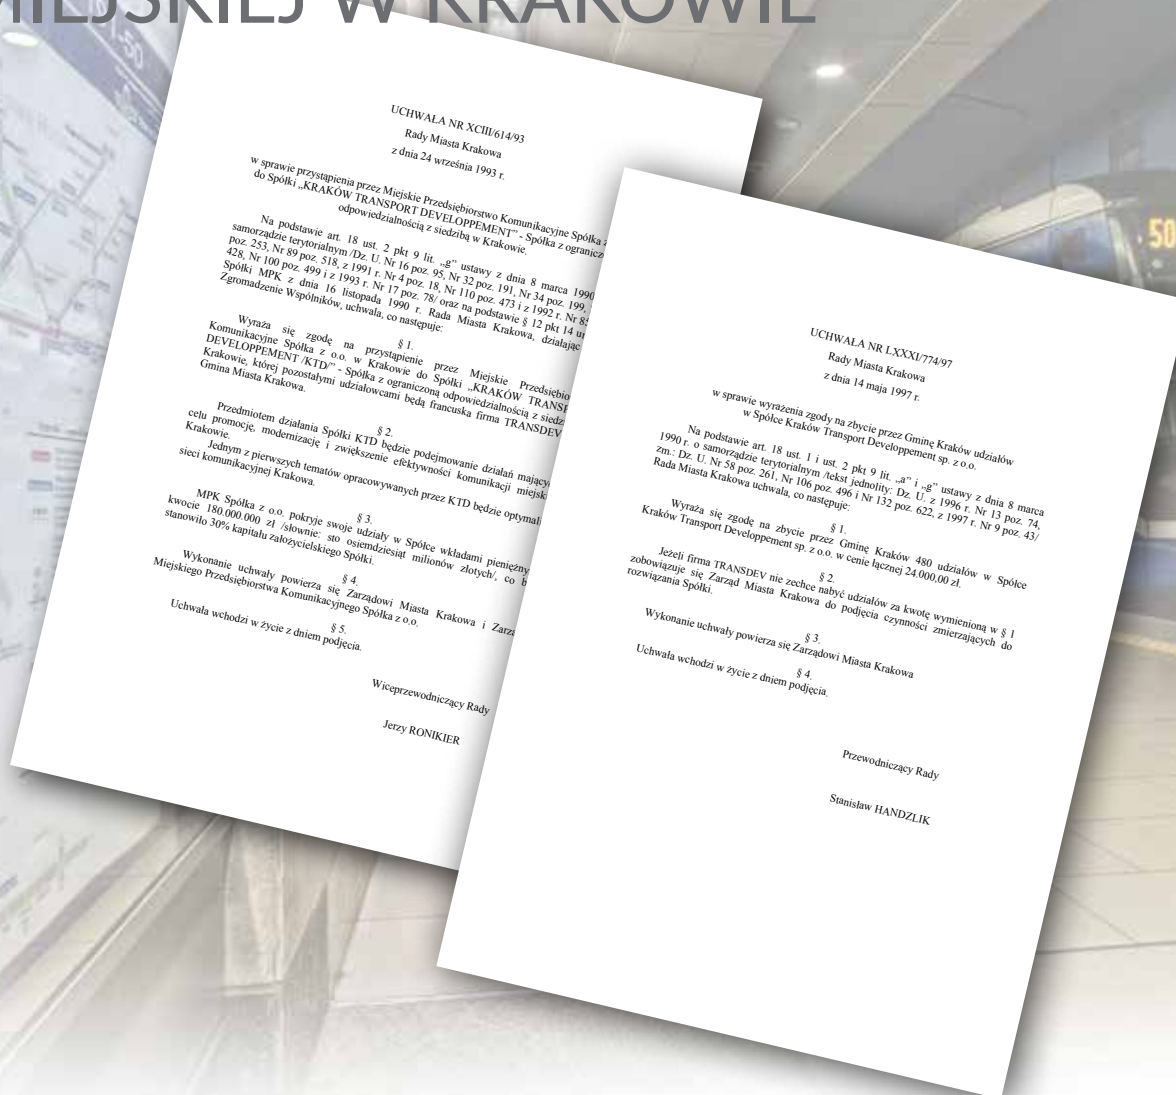 MIEJSKIEJ W KRAKOWIE
UCHWAŁA NR XCIII/614/93
Rady Miasta Krakowa
z dnia 24 września 1993 r.
w sprawie przystąpienia przez Miejskie Przedsiębiorstwo Komunikacyjne Spółka
do Spółki „KRAKÓW TRANSPORT DEVELOPPEMENT” - Spółka z
odpowiedzialnością z siedzibą w Krakowie.
Na podstawie art. 18 ust. 2 pkt 9 lit. „g” ustawy z dnia 8 marca 1990
samorządzie terytorialnym /Dz. U. Nr 16 poz. 95, Nr 32 poz. 191, Nr 34 poz. 199,
poz. 253, Nr 89 poz. 518, z 1991 r. Nr 4 poz. 18, Nr 110 poz. 473 i z 1992 r. Nr 85
428, Nr 100 poz. 499 i z 1993 r. Nr 17 poz. 78/ oraz na podstawie § 12 pkt 14
Spółki MPK z dnia 16 listopada 1990 r. Rada Miasta Krakowa, działając
Zgromadzenie Wspólników, uchwala, co następuje:
§ 1.
Wyraża się zgodę na przystąpienie przez Miejskie
Komunikacyjne Spółka z o.o. w Krakowie do Spółki „KRAKÓW
DEVELOPPEMENT /KTD/” - Spółka z ograniczoną odpowiedzialnością z
Krakowie, której pozostałymi udziałowcami będą francuska firma TRANSDEV
Gmina Miasta Krakowa.
§ 2.
Przedmiotem działania Spółki KTD będzie podejmowanie działań
celu promocję, modernizację i zwiększenie efektywności komunikacji
Krakowie.
Jednym z pierwszych tematów opracowywanych przez KTD będzie
sieci komunikacyjnej Krakowa.
§ 3.
MPK Spółka z o.o. pokryje swoje udziały w Spółce wkładami
kwocie 180.000.000 zł /słownie: sto osiemdziesiąt milionów złotych/, co
stanowiło 30% kapitału założycielskiego Spółki.
§ 4.
Wykonanie uchwały powierza się Zarządowi Miasta Krakowa i
Miejskiego Przedsiębiorstwa Komunikacyjnego Spółka z o.o.
§ 5.
Uchwała wchodzi w życie z dniem podjęcia.
Wiceprzewodniczący Rady
Jerzy RONIKIER
UCHWAŁA NR LXXXI/774/97
Rady Miasta Krakowa
z dnia 14 maja 1997 r.
w sprawie wyrażenia zgody na zbycie przez Gminę Kraków udziałów
w Spółce Kraków Transport Developpement sp. z o.o.
Na podstawie art. 18 ust. 1 i ust. 2 pkt 9 lit. „a” i „g” ustawy z dnia 8 marca
1990 r. o samorządzie terytorialnym /tekst jednolity: Dz. U. z 1996 r. Nr 13 poz. 74,
zm.: Dz. U. Nr 58 poz. 261, Nr 106 poz. 496 i Nr 132 poz. 622, z 1997 r. Nr 9 poz. 43/
Rada Miasta Krakowa uchwala, co następuje:
§ 1.
Wyraża się zgodę na zbycie przez Gminę Kraków 480 udziałów w Spółce
Kraków Transport Developpement sp. z o.o. w cenie łącznej 24.000,00 zł.
§ 2.
Jeżeli firma TRANSDEV nie zechce nabyć udziałów za kwotę wymienioną w § 1
zobowiązuje się Zarząd Miasta Krakowa do podjęcia czynności zmierzających do
rozwiązania Spółki.
§ 3.
Wykonanie uchwały powierza się Zarządowi Miasta Krakowa
§ 4.
Uchwała wchodzi w życie z dniem podjęcia.
Przewodniczący Rady
Stanisław HANDZLIK
50